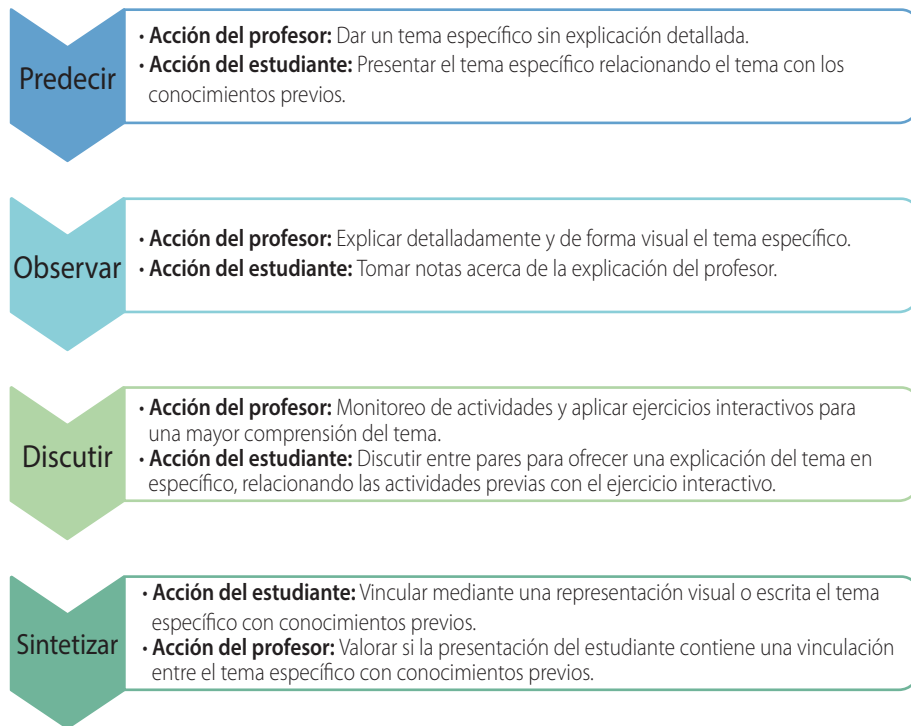 Predecir
• Acción del profesor: Dar un tema específico sin explicación detallada.
• Acción del estudiante: Presentar el tema específico relacionando el tema con los
conocimientos previos.
Observar
• Acción del profesor: Explicar detalladamente y de forma visual el tema específico.
• Acción del estudiante: Tomar notas acerca de la explicación del profesor.
Discutir
• Acción del profesor: Monitoreo de actividades y aplicar ejercicios interactivos para
una mayor comprensión del tema.
• Acción del estudiante: Discutir entre pares para ofrecer una explicación del tema en
específico, relacionando las actividades previas con el ejercicio interactivo.
Sintetizar
• Acción del estudiante: Vincular mediante una representación visual o escrita el tema
específico con conocimientos previos.
• Acción del profesor: Valorar si la presentación del estudiante contiene una vinculación
entre el tema específico con conocimientos previos.